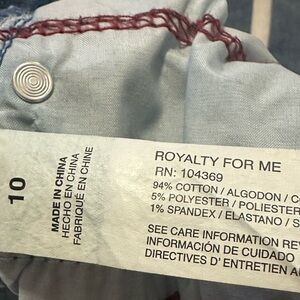 10
MADE IN CHINA
HECHO EN CHINA
FABRIQUÉ EN CHINE
ROYALTY FOR ME
RN: 104369
94% COTTON / ALGODON / C
5% POLYESTER / POLIESTER
1% SPANDEX / ELASTANO / S
SEE CARE INFORMATION RE
INFORMACIÓN DE CUIDADO
DIRECTIVES D' ENTRETIEN A